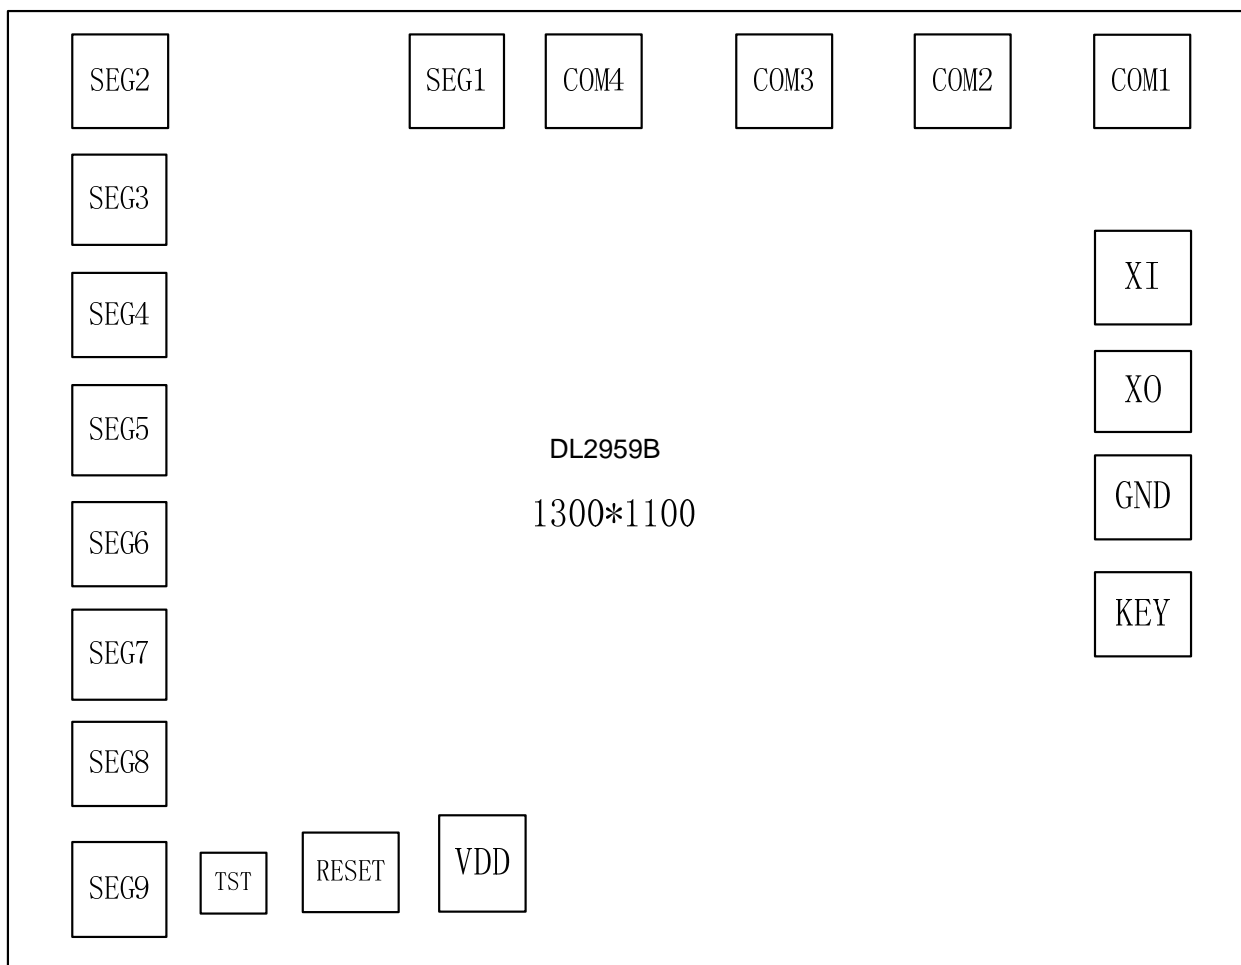 SEG2 SEG1 COM4 COM3 COM2 COM1
SEG3
XI
SEG4
XO
SEG5
DL2959B
GND
1300*1100
SEG6
KEY
SEG7
SEG8
VDD
RESET
TST
SEG9